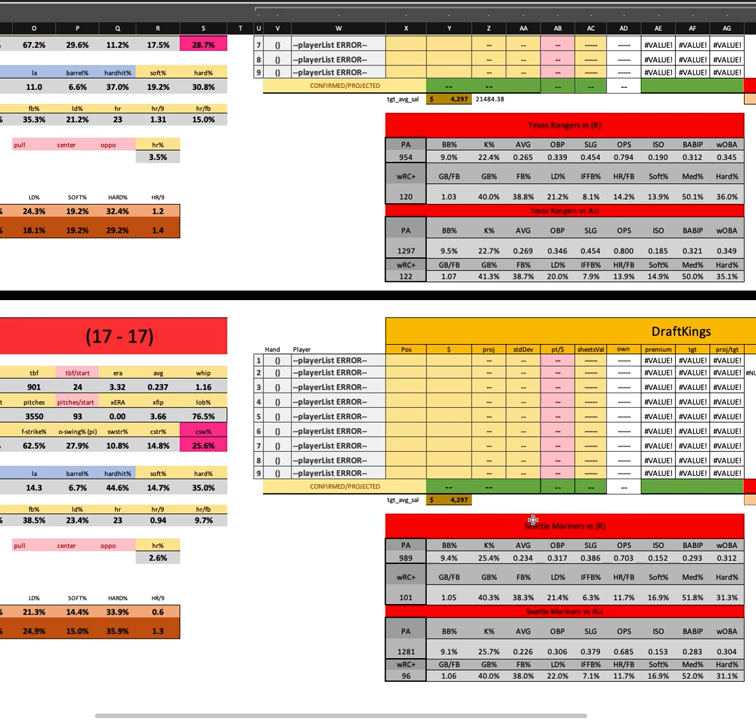 O P Q R S T U V W X Y Z AA AB AC AD AE AF AG
67.2% 29.6% 11.2% 17.5% 28.7% 7 () --playerList ERROR-- -- -- -- ----- ----- #VALUE! #VALUE! #VALUE!
8 () --playerList ERROR-- -- -- -- ----- ----- #VALUE! #VALUE! #VALUE!
la barrel% hardhit% soft% hard% 9 () --playerList ERROR-- -- -- -- ----- ----- #VALUE! #VALUE! #VALUE!
11.0 6.6% 37.0% 19.2% 30.8% CONFIRMED/PROJECTED -- -- -- -- --
tgt_avg_sal $ 4,297 21484.38
fb% ld% hr hr/9 hr/fb
35.3% 21.2% 23 1.31 15.0%
Texas Rangers vs (R)
pull center oppo hr% PA BB% K% AVG OBP SLG OPS ISO BABIP wOBA
3.5% 954 9.0% 22.4% 0.265 0.339 0.454 0.794 0.190 0.312 0.345
wRC+ GB/FB GB% FB% LD% IFFB% HR/FB Soft% Med% Hard%
LD% SOFT% HARD% HR/9 120 1.03 40.0% 38.8% 21.2% 8.1% 14.2% 13.9% 50.1% 36.0%
24.3% 19.2% 32.4% 1.2 Texas Rangers vs ALL
18.1% 19.2% 29.2% 1.4 PA BB% K% AVG OBP SLG OPS ISO BABIP wOBA
1297 9.5% 22.7% 0.269 0.346 0.454 0.800 0.185 0.321 0.349
wRC+ GB/FB GB% FB% LD% IFFB% HR/FB Soft% Med% Hard%
122 1.07 41.3% 38.7% 20.0% 7.9% 13.9% 14.9% 50.0% 35.1%
(17 - 17) DraftKings
Hand Player Pos $ proj stdDev pt/$ sheetsVal own premium tgt proj/tgt
1 () --playerList ERROR-- -- -- -- ----- ----- #VALUE! #VALUE! #VALUE!
tbf tbf/start era avg whip 2 () --playerList ERROR-- -- -- -- ----- ----- #VALUE! #VALUE! #VALUE!
901 24 3.32 0.237 1.16 3 () --playerList ERROR-- -- -- -- ----- ----- #VALUE! #VALUE! #VALUE!
pitches pitches/start xERA xfip lob% 4 () --playerList ERROR-- -- -- -- ----- ----- #VALUE! #VALUE! #VALUE!
3550 93 0.00 3.66 76.5% 5 () --playerList ERROR-- -- -- -- ----- ----- #VALUE! #VALUE! #VALUE!
f-strike% o-swing% (pi) swstr% cstr% csw% 6 () --playerList ERROR-- -- -- -- ----- ----- #VALUE! #VALUE! #VALUE!
62.5% 27.9% 10.8% 14.8% 25.6% 7 () --playerList ERROR-- -- -- -- ----- ----- #VALUE! #VALUE! #VALUE!
8 () --playerList ERROR-- -- -- -- ----- ----- #VALUE! #VALUE! #VALUE!
la barrel% hardhit% soft% hard% 9 () --playerList ERROR-- -- -- -- ----- ----- #VALUE! #VALUE! #VALUE!
14.3 6.7% 44.6% 14.7% 35.0% CONFIRMED/PROJECTED -- -- -- -- --
tgt_avg_sal $ 4,297
fb% ld% hr hr/9 hr/fb
38.5% 23.4% 23 0.94 9.7% Seattle Mariners vs (R)
pull center oppo hr% PA BB% K% AVG OBP SLG OPS ISO BABIP wOBA
2.6% 989 9.4% 25.4% 0.234 0.317 0.386 0.703 0.152 0.293 0.312
wRC+ GB/FB GB% FB% LD% IFFB% HR/FB Soft% Med% Hard%
LD% SOFT% HARD% HR/9 101 1.05 40.3% 38.3% 21.4% 6.3% 11.7% 16.9% 51.8% 31.3%
21.3% 14.4% 33.9% 0.6 Seattle Mariners vs ALL
24.9% 15.0% 35.9% 1.3 PA BB% K% AVG OBP SLG OPS ISO BABIP wOBA
1281 9.1% 25.7% 0.226 0.306 0.379 0.685 0.153 0.283 0.304
wRC+ GB/FB GB% FB% LD% IFFB% HR/FB Soft% Med% Hard%
96 1.06 40.0% 38.0% 22.0% 7.1% 11.7% 16.9% 52.0% 31.1%